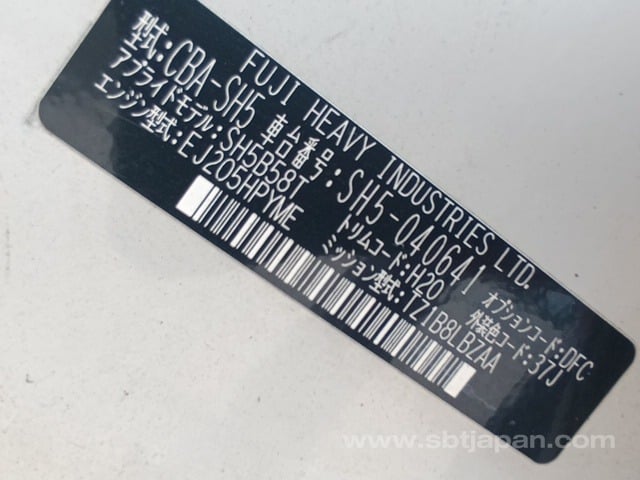 FUJI HEAVY INDUSTRIES LTD.
型式:CBA-SH5 車台番号:SH5-040641
アプライドモデル:SH5B58T トリムコード:H20 オプションコード:DFC
エンジン型式:EJ205HPYME ミッション型式:TZ1B8LBZAA 外装色コード:37J
www.sbtjapan.com